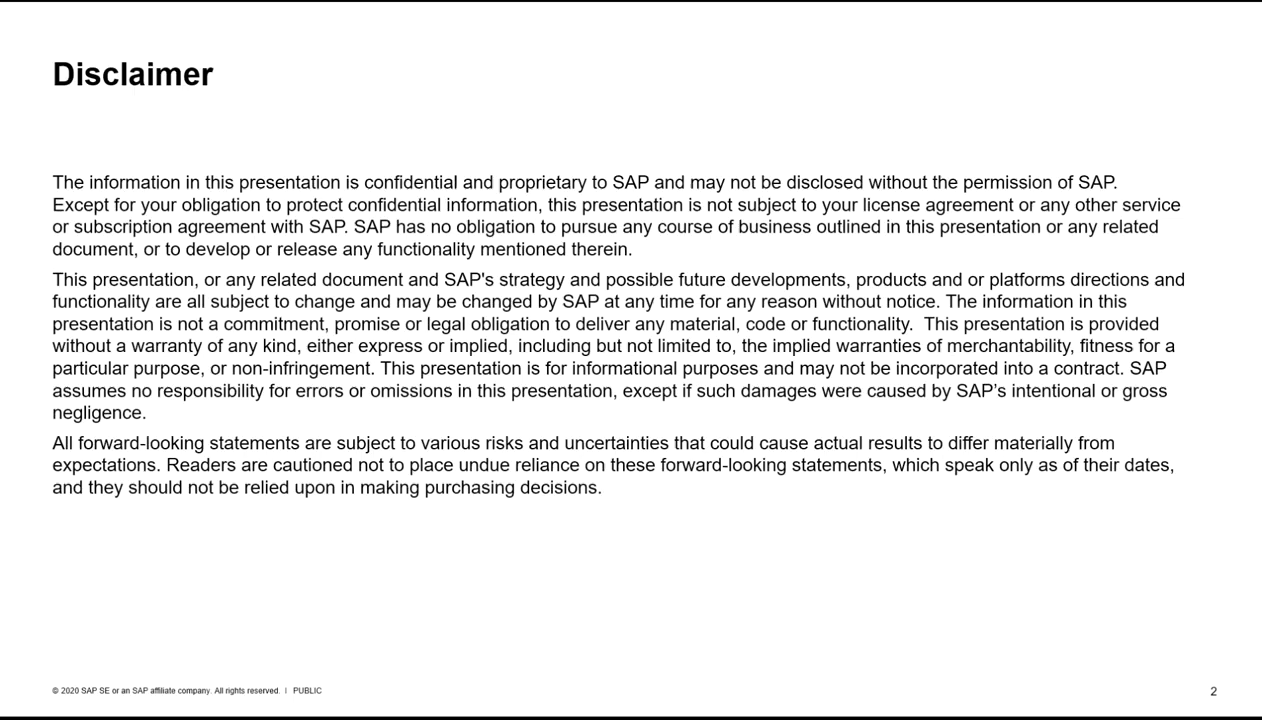 Disclaimer
The information in this presentation is confidential and proprietary to SAP and may not be disclosed without the permission of SAP.
Except for your obligation to protect confidential information, this presentation is not subject to your license agreement or any other service
or subscription agreement with SAP. SAP has no obligation to pursue any course of business outlined in this presentation or any related
document, or to develop or release any functionality mentioned therein.
This presentation, or any related document and SAP's strategy and possible future developments, products and or platforms directions and
functionality are all subject to change and may be changed by SAP at any time for any reason without notice. The information in this
presentation is not a commitment, promise or legal obligation to deliver any material, code or functionality.  This presentation is provided
without a warranty of any kind, either express or implied, including but not limited to, the implied warranties of merchantability, fitness for a
particular purpose, or non-infringement. This presentation is for informational purposes and may not be incorporated into a contract. SAP
assumes no responsibility for errors or omissions in this presentation, except if such damages were caused by SAP’s intentional or gross
negligence.
All forward-looking statements are subject to various risks and uncertainties that could cause actual results to differ materially from
expectations. Readers are cautioned not to place undue reliance on these forward-looking statements, which speak only as of their dates,
and they should not be relied upon in making purchasing decisions.
© 2020 SAP SE or an SAP affiliate company. All rights reserved. | PUBLIC
2